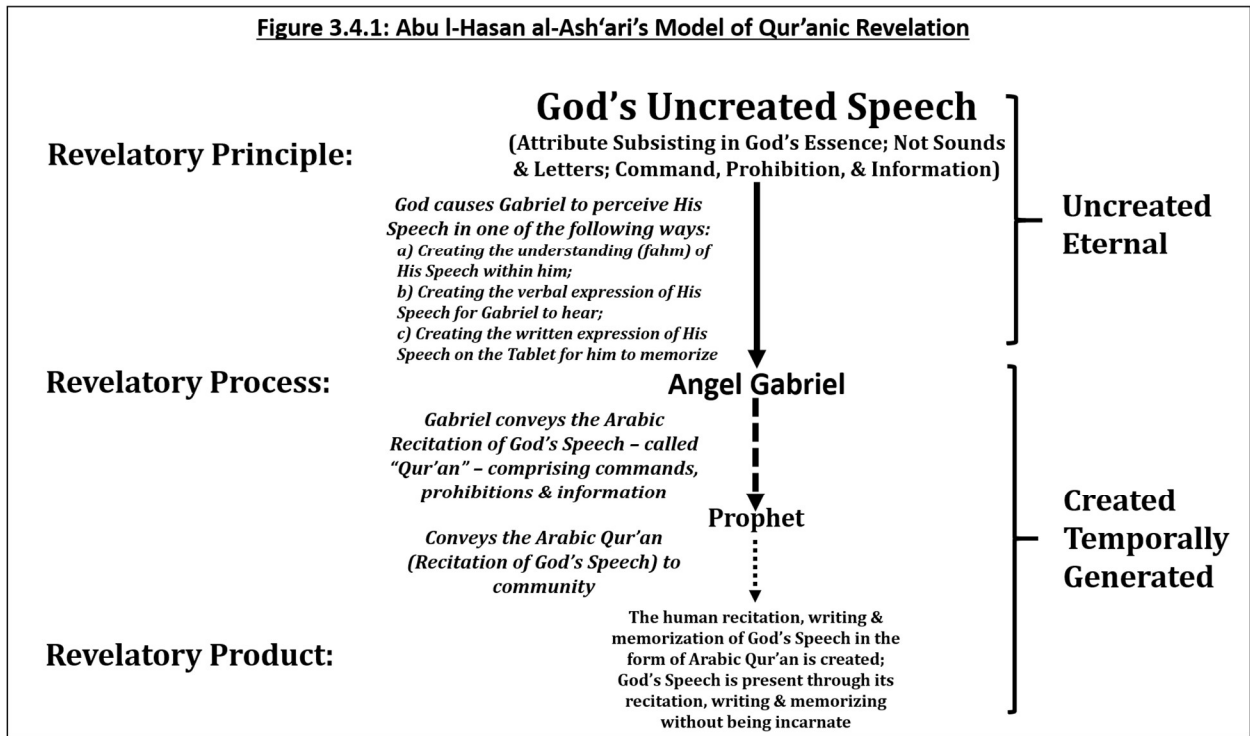 Figure 3.4.1: Abu l-Hasan al-Ash‘ari’s Model of Qur’anic Revelation
God’s Uncreated Speech
Revelatory Principle:
(Attribute Subsisting in God’s Essence; Not Sounds
& Letters; Command, Prohibition, & Information)
God causes Gabriel to perceive His
Speech in one of the following ways:
a) Creating the understanding (fahm) of
His Speech within him;
b) Creating the verbal expression of His
Speech for Gabriel to hear;
c) Creating the written expression of His
Speech on the Tablet for him to memorize
Uncreated
Eternal
Revelatory Process:
Angel Gabriel
Gabriel conveys the Arabic
Recitation of God’s Speech – called
“Qur’an” – comprising commands,
prohibitions & information
Prophet
Conveys the Arabic Qur’an
(Recitation of God’s Speech) to
community
Created
Temporally
Generated
Revelatory Product:
The human recitation, writing &
memorization of God’s Speech in the
form of Arabic Qur’an is created;
God’s Speech is present through its
recitation, writing & memorizing
without being incarnate